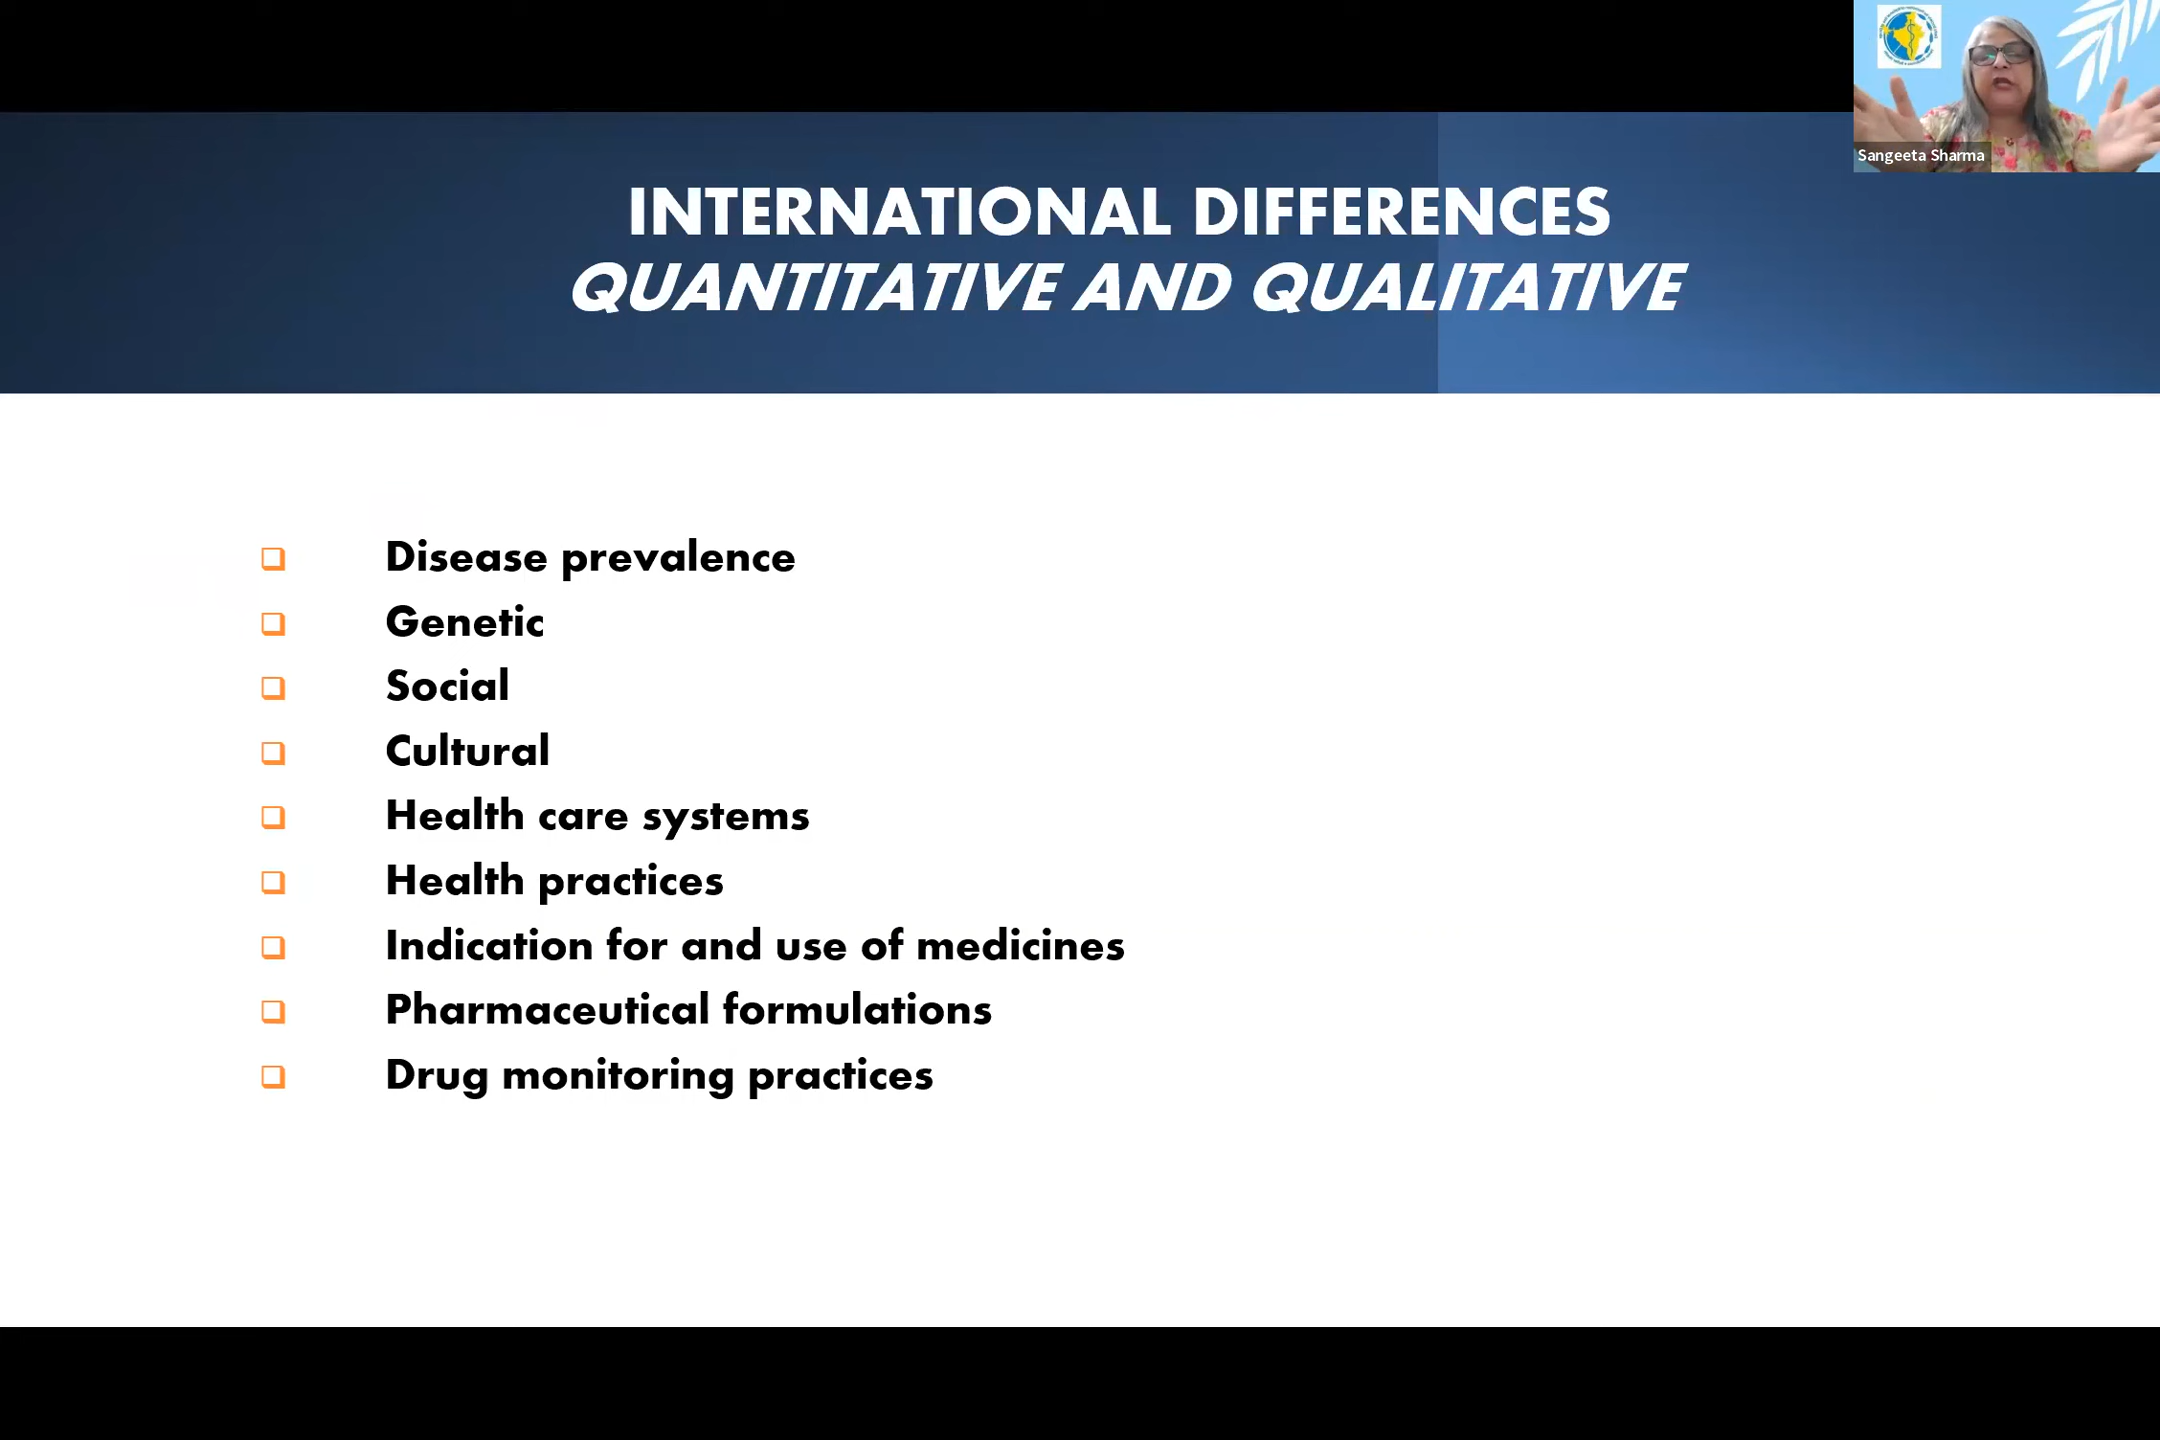 Sangeeta Sharma
INTERNATIONAL DIFFERENCES
QUANTITATIVE AND QUALITATIVE
Disease prevalence
Genetic
Social
Cultural
Health care systems
Health practices
Indication for and use of medicines
Pharmaceutical formulations
Drug monitoring practices